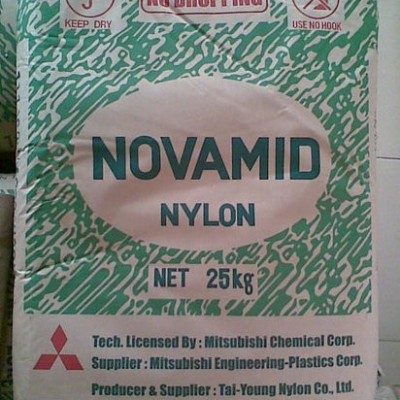 NO DROPPING
KEEP DRY
USE NO HOOK
NOVAMID
NYLON
NET 25kg
Tech. Licensed By : Mitsubishi Chemical Corp.
Supplier : Mitsubishi Engineering-Plastics Corp.
Producer & Supplier : Tai-Young Nylon Co., Ltd.